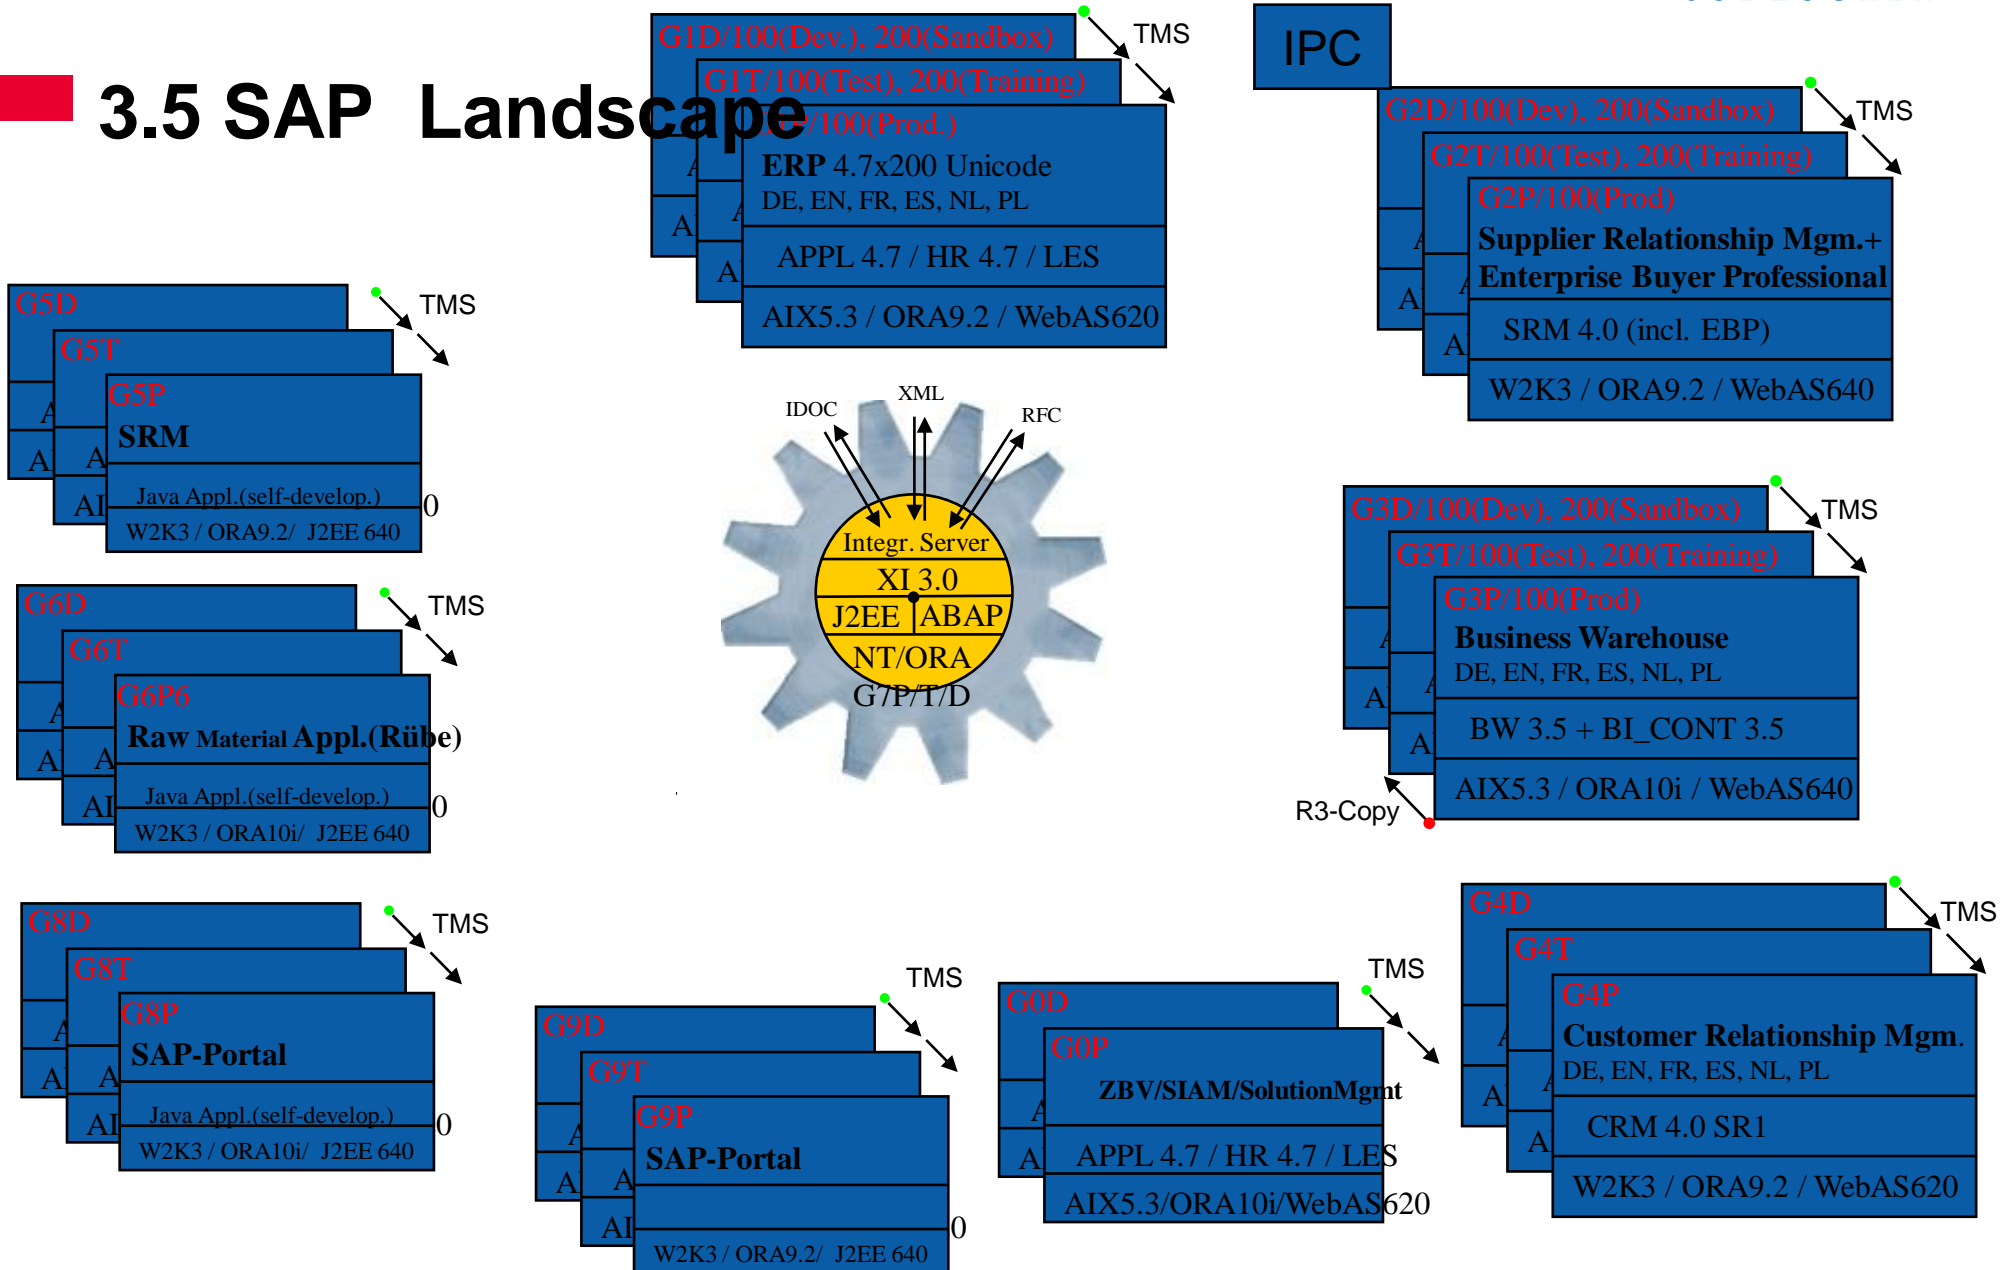 3.5 SAP Landscape
G1D/100(Dev.), 200(Sandbox)
G1T/100(Test), 200(Training)
/100(Prod.)
ERP 4.7x200 Unicode
DE, EN, FR, ES, NL, PL
APPL 4.7 / HR 4.7 / LES
AIX5.3 / ORA9.2 / WebAS620
TMS
IPC
G2D/100(Dev), 200(Sandbox)
G2T/100(Test), 200(Training)
G2P/100(Prod)
Supplier Relationship Mgm.+
Enterprise Buyer Professional
SRM 4.0 (incl. EBP)
W2K3 / ORA9.2 / WebAS640
TMS
G5D
G5T
G5P
SRM
Java Appl.(self-develop.)
W2K3 / ORA9.2/ J2EE 640
0
TMS
IDOC
XML
RFC
Integr. Server
XI 3.0
J2EE ABAP
NT/ORA
G7P/T/D
G3D/100(Dev), 200(Sandbox)
G3T/100(Test), 200(Training)
G3P/100(Prod)
Business Warehouse
DE, EN, FR, ES, NL, PL
BW 3.5 + BI_CONT 3.5
AIX5.3 / ORA10i / WebAS640
TMS
R3-Copy
G6D
G6T
G6P6
Raw Material Appl.(Rübe)
Java Appl.(self-develop.)
W2K3 / ORA10i/ J2EE 640
0
TMS
G8D
G8T
G8P
SAP-Portal
Java Appl.(self-develop.)
W2K3 / ORA10i/ J2EE 640
0
TMS
G9D
G9T
G9P
SAP-Portal
W2K3 / ORA9.2/ J2EE 640
0
TMS
G0D
G0P
ZBV/SIAM/SolutionMgmt
APPL 4.7 / HR 4.7 / LES
AIX5.3/ORA10i/WebAS620
TMS
G4D
G4T
G4P
Customer Relationship Mgm.
DE, EN, FR, ES, NL, PL
CRM 4.0 SR1
W2K3 / ORA9.2 / WebAS620
TMS